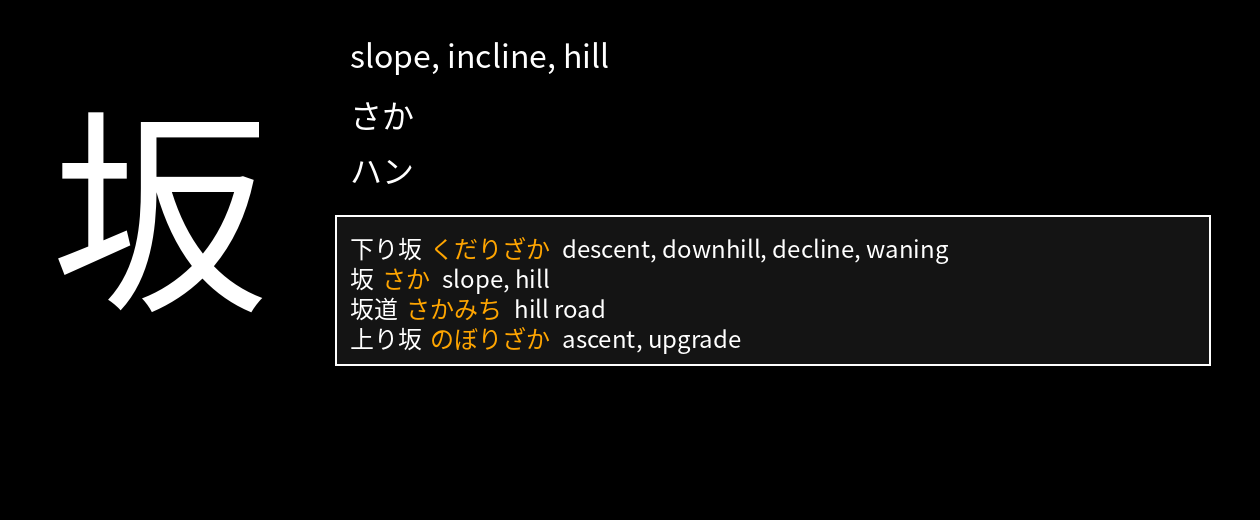 坂
slope, incline, hill
さか
ハン
下り坂 くだりざか descent, downhill, decline, waning
坂 さか slope, hill
坂道 さかみち hill road
上り坂 のぼりざか ascent, upgrade